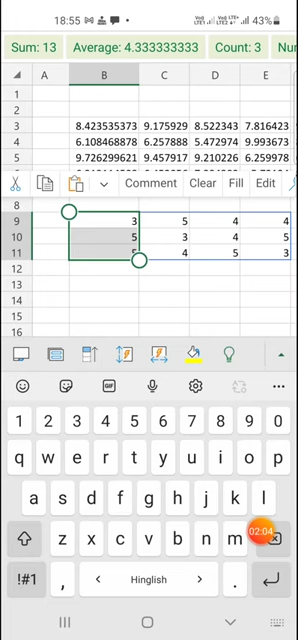 18:55 43%
Sum: 13 Average: 4.333333333 Count: 3 Nu
A B C D E
1
2
3 8.423535373 9.175929 8.522343 7.816423
4 6.108468878 6.257888 5.472974 9.993673
5 9.726299621 9.457917 9.210226 6.259978
Comment Clear Fill Edit
8
9 3 5 4 4
10 5 3 4 5
11 5 4 5 3
12
13
14
15
16
GIF
1 2 3 4 5 6 7 8 9 0
q w e r t y u i o p
a s d f g h j k l
z x c v b n m 02:04
!#1 , < Hinglish > .